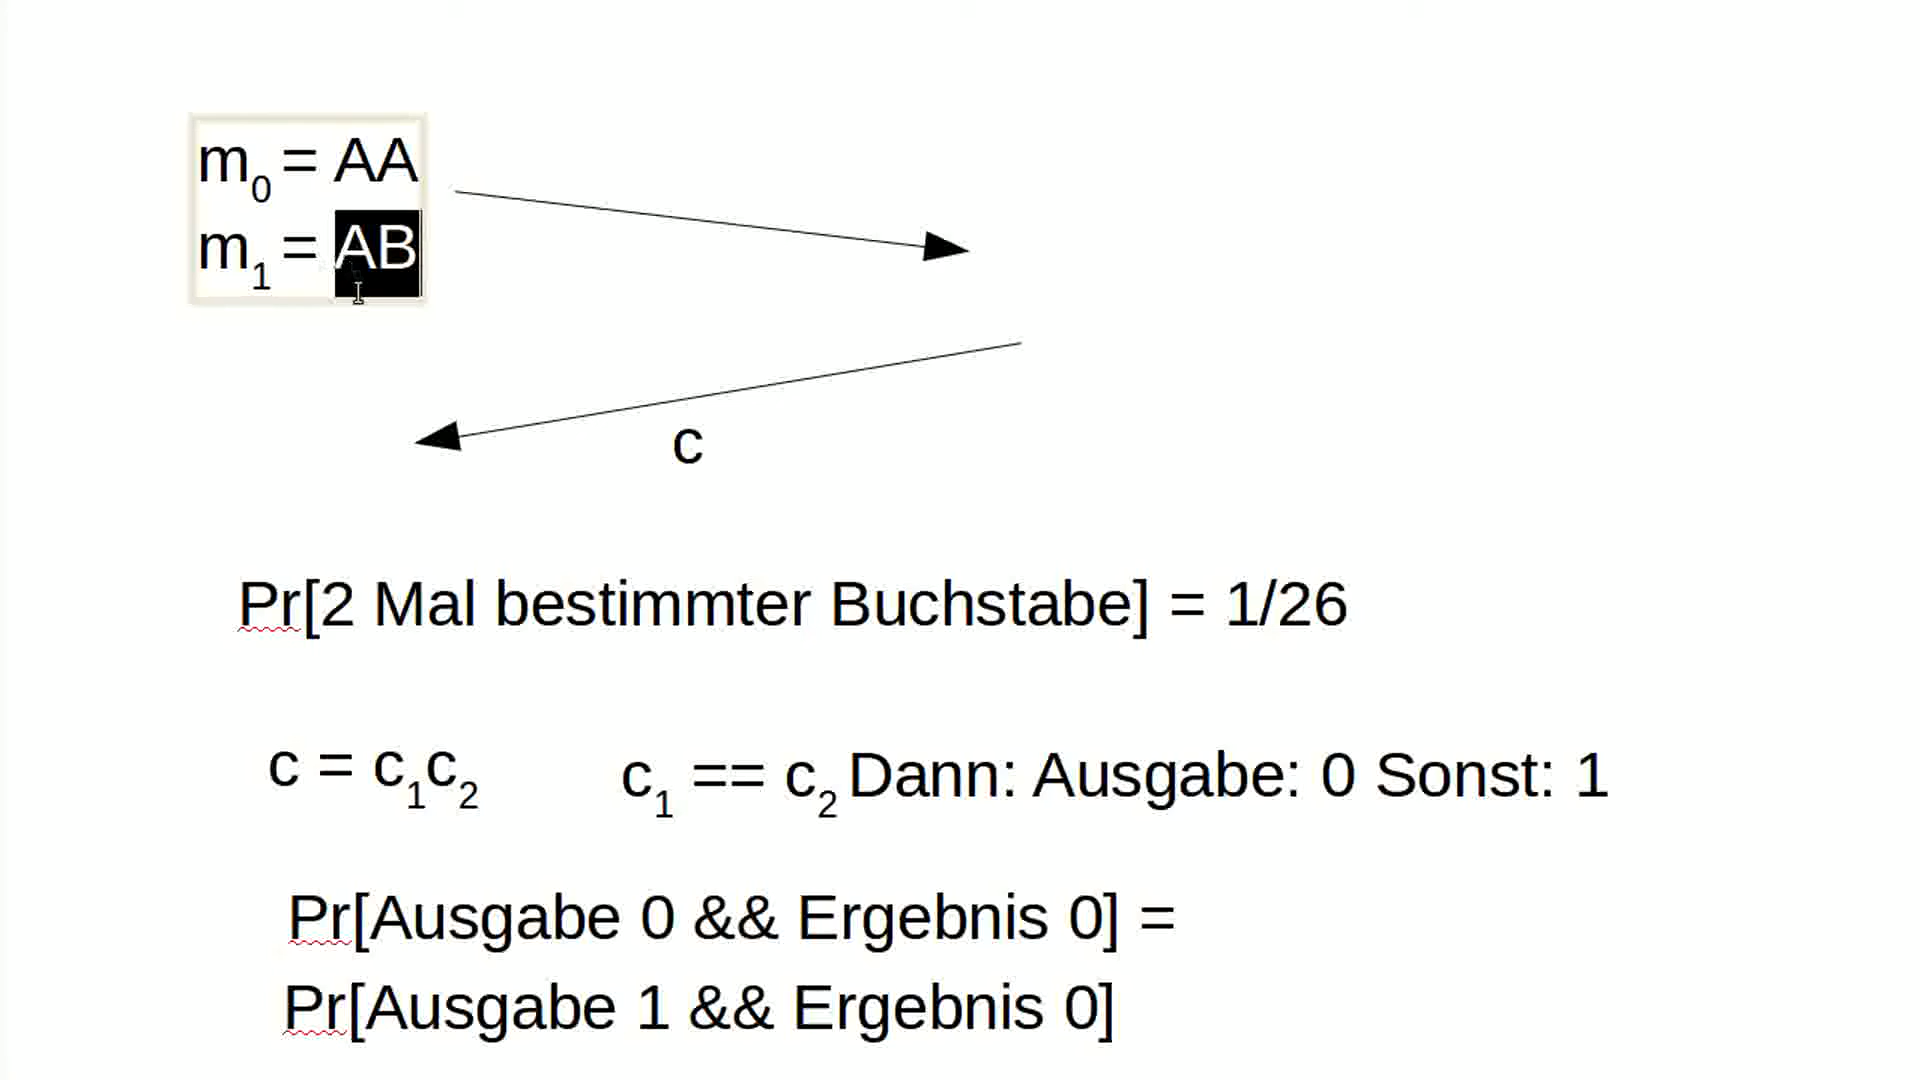 m₀ = AA
m₁ = AB
c
Pr[2 Mal bestimmter Buchstabe] = 1/26
c = c₁c₂
c₁ == c₂ Dann: Ausgabe: 0 Sonst: 1
Pr[Ausgabe 0 && Ergebnis 0] =
Pr[Ausgabe 1 && Ergebnis 0]